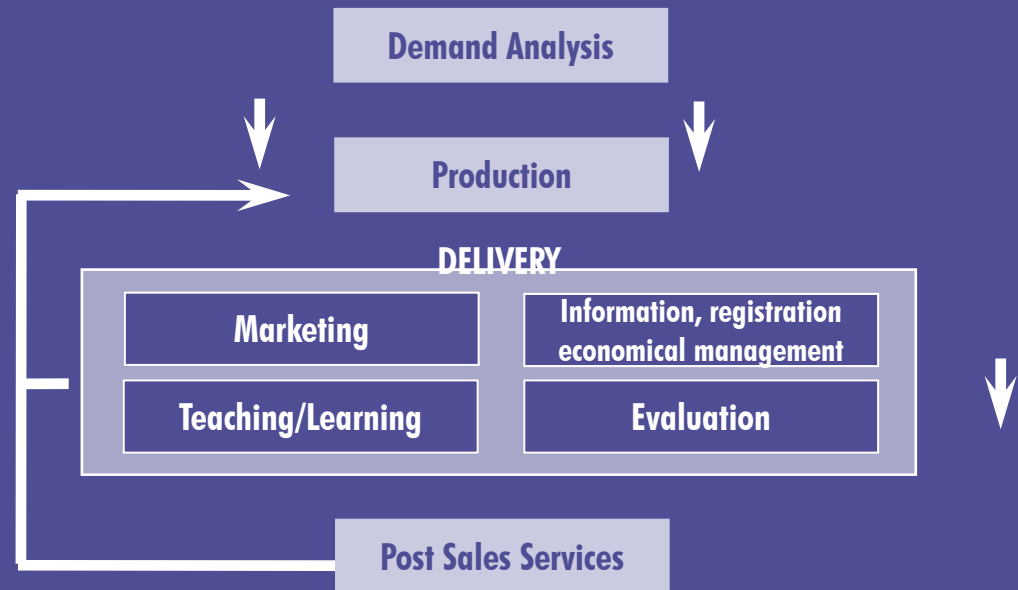 Demand Analysis
Production
DELIVERY
Marketing
Information, registration
economical management
Teaching/Learning
Evaluation
Post Sales Services